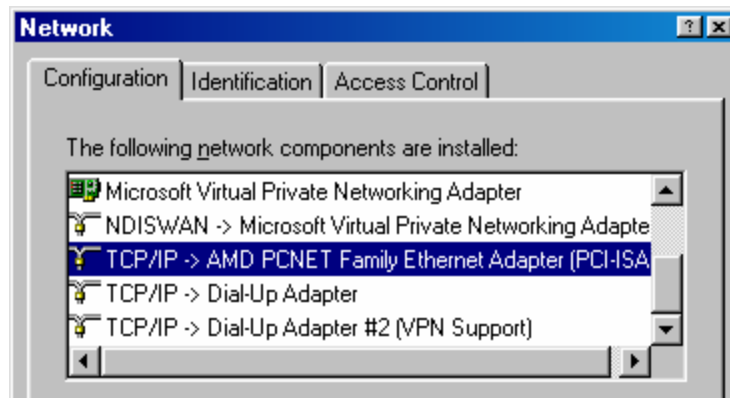 Network
Configuration Identification Access Control
The following network components are installed:
Microsoft Virtual Private Networking Adapter
NDISWAN -> Microsoft Virtual Private Networking Adapte
TCP/IP -> AMD PCNET Family Ethernet Adapter (PCI-ISA
TCP/IP -> Dial-Up Adapter
TCP/IP -> Dial-Up Adapter #2 (VPN Support)